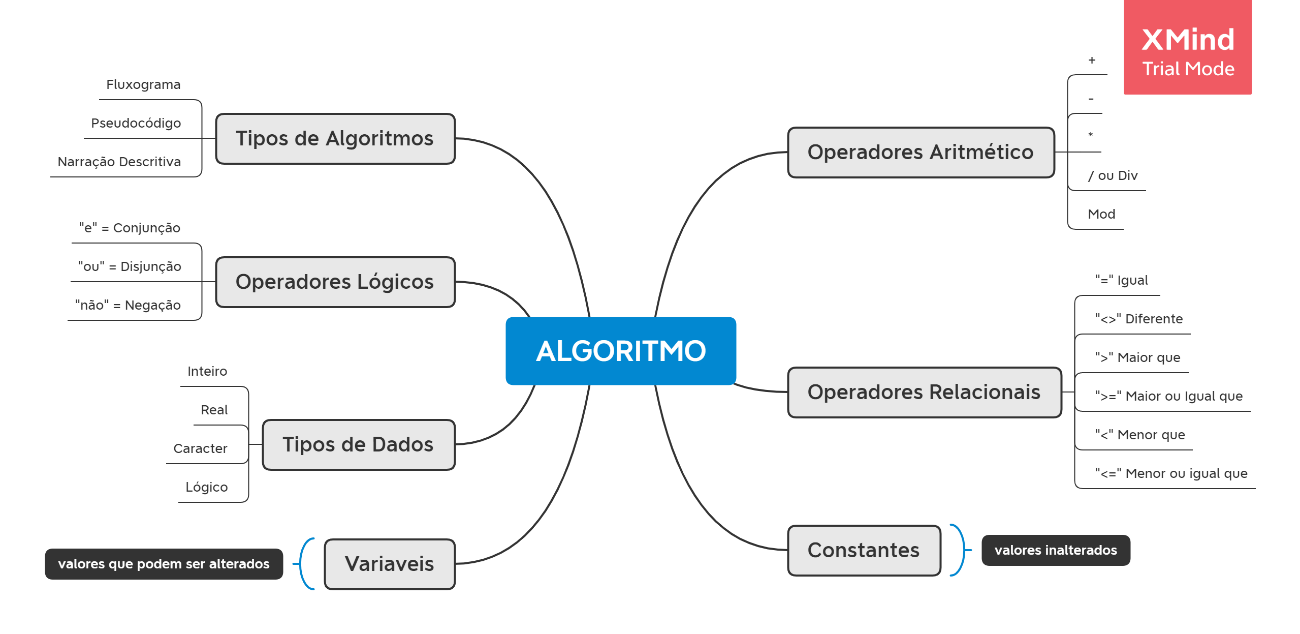 XMind
Trial Mode
ALGORITMO
Tipos de Algoritmos
Fluxograma
Pseudocódigo
Narração Descritiva
Operadores Lógicos
"e" = Conjunção
"ou" = Disjunção
"não" = Negação
Tipos de Dados
Inteiro
Real
Caracter
Lógico
Variaveis
valores que podem ser alterados
Operadores Aritmético
+
-
*
/ ou Div
Mod
Operadores Relacionais
"=" Igual
"<>" Diferente
">" Maior que
">=" Maior ou Igual que
"<" Menor que
"<=" Menor ou igual que
Constantes
valores inalterados